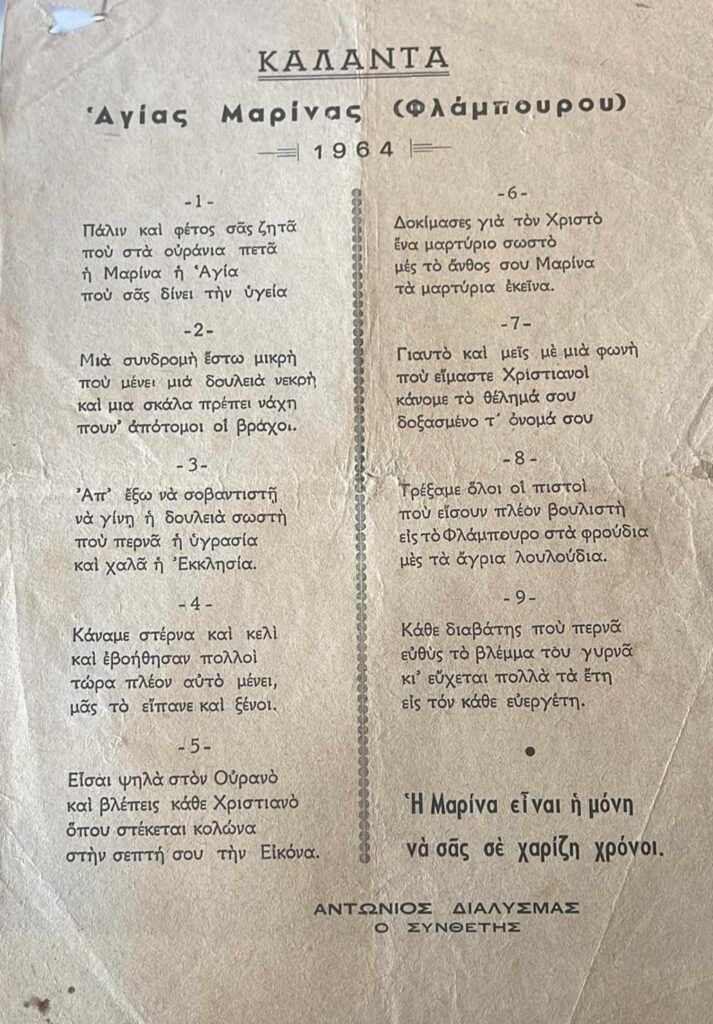 ΚΑΛΑΝΤΑ
Ἁγίας Μαρίνας (Φλάμπουρου)
1964
-1-
Πάλιν καὶ φέτος σᾶς ζητᾶ
ποὺ στὰ οὐράνια πετᾶ
ἡ Μαρίνα ἡ Ἁγία
ποὺ σᾶς δίνει τὴν ὑγεία
-2-
Μιὰ συνδρομὴ ἔστω μικρὴ
ποὺ μένει μιά δουλειὰ νεκρὴ
καὶ μια σκάλα πρέπει νάχη
πουν' ἀπότομοι οἱ βράχοι.
-3-
Ἀπ' ἔξω νὰ σοβαντιστῇ
νὰ γίνῃ ἡ δουλειὰ σωστὴ
ποὺ περνᾶ ἡ ὑγρασία
καὶ χαλᾶ ἡ Ἐκκλησία.
-4-
Κάναμε στέρνα καὶ κελὶ
καὶ ἐβοήθησαν πολλοὶ
τώρα πλέον αὐτὸ μένει,
μᾶς τὸ εἴπανε καὶ ξένοι.
-5-
Εἶσαι ψηλὰ στὸν Οὐρανὸ
καὶ βλέπεις κάθε Χριστιανὸ
ὅπου στέκεται κολώνα
στὴν σεπτή σου τὴν Εἰκόνα.
-6-
Δοκίμασες γιὰ τὸν Χριστὸ
ἕνα μαρτύριο σωστὸ
μές τὸ ἄνθος σου Μαρίνα
τὰ μαρτύρια ἐκεῖνα.
-7-
Γιαυτὸ καὶ μεῖς μὲ μιὰ φωνὴ
ποὺ εἴμαστε Χρίστιανοὶ
κάνομε τὸ θέλημά σου
δοξασμένο τ' ὀνομά σου
-8-
Τρέξαμε ὅλοι οἱ πιστοὶ
ποὺ εἴσουν πλέον βουλιστὴ
εἰς τὸ Φλάμπουρο στὰ φρούδια
μὲς τὰ ἄγρια λουλούδια.
-9-
Κάθε διαβάτης ποὺ περνᾶ
εὐθὺς τὸ βλέμμα του γυρνᾶ
κι' εὔχεται πολλὰ τὰ ἔτη
εἰς τόν κάθε εὐεργέτη.
Ἡ Μαρίνα εἶναι ἡ μόνη
νὰ σᾶς σὲ χαρίζη χρόνοι.
ΑΝΤΩΝΙΟΣ ΔΙΑΛΥΣΜΑΣ
Ο ΣΥΝΘΕΤΗΣ